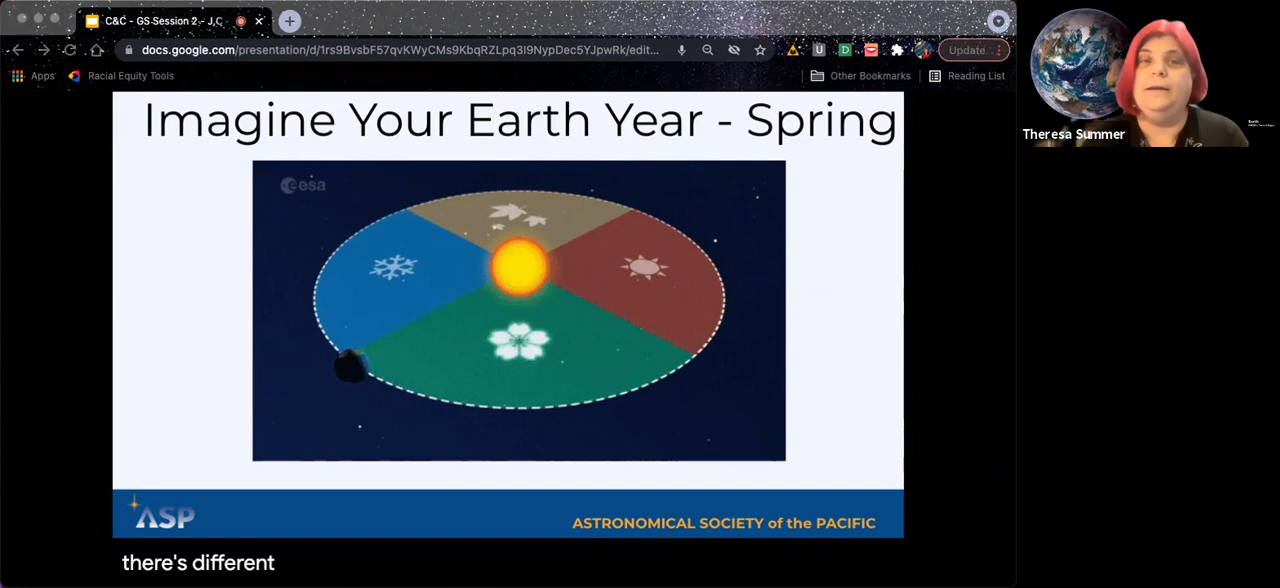 C&C - GS Session 2 - J,C
docs.google.com/presentation/d/1rs9BvsbF57qvKWyCMs9KbqRZLpq3l9NypDec5YJpwRk/edit...
Update
Apps
Racial Equity Tools
Other Bookmarks
Reading List
Imagine Your Earth Year - Spring
esa
ASP
ASTRONOMICAL SOCIETY of the PACIFIC
there's different
Theresa Summer
Earth